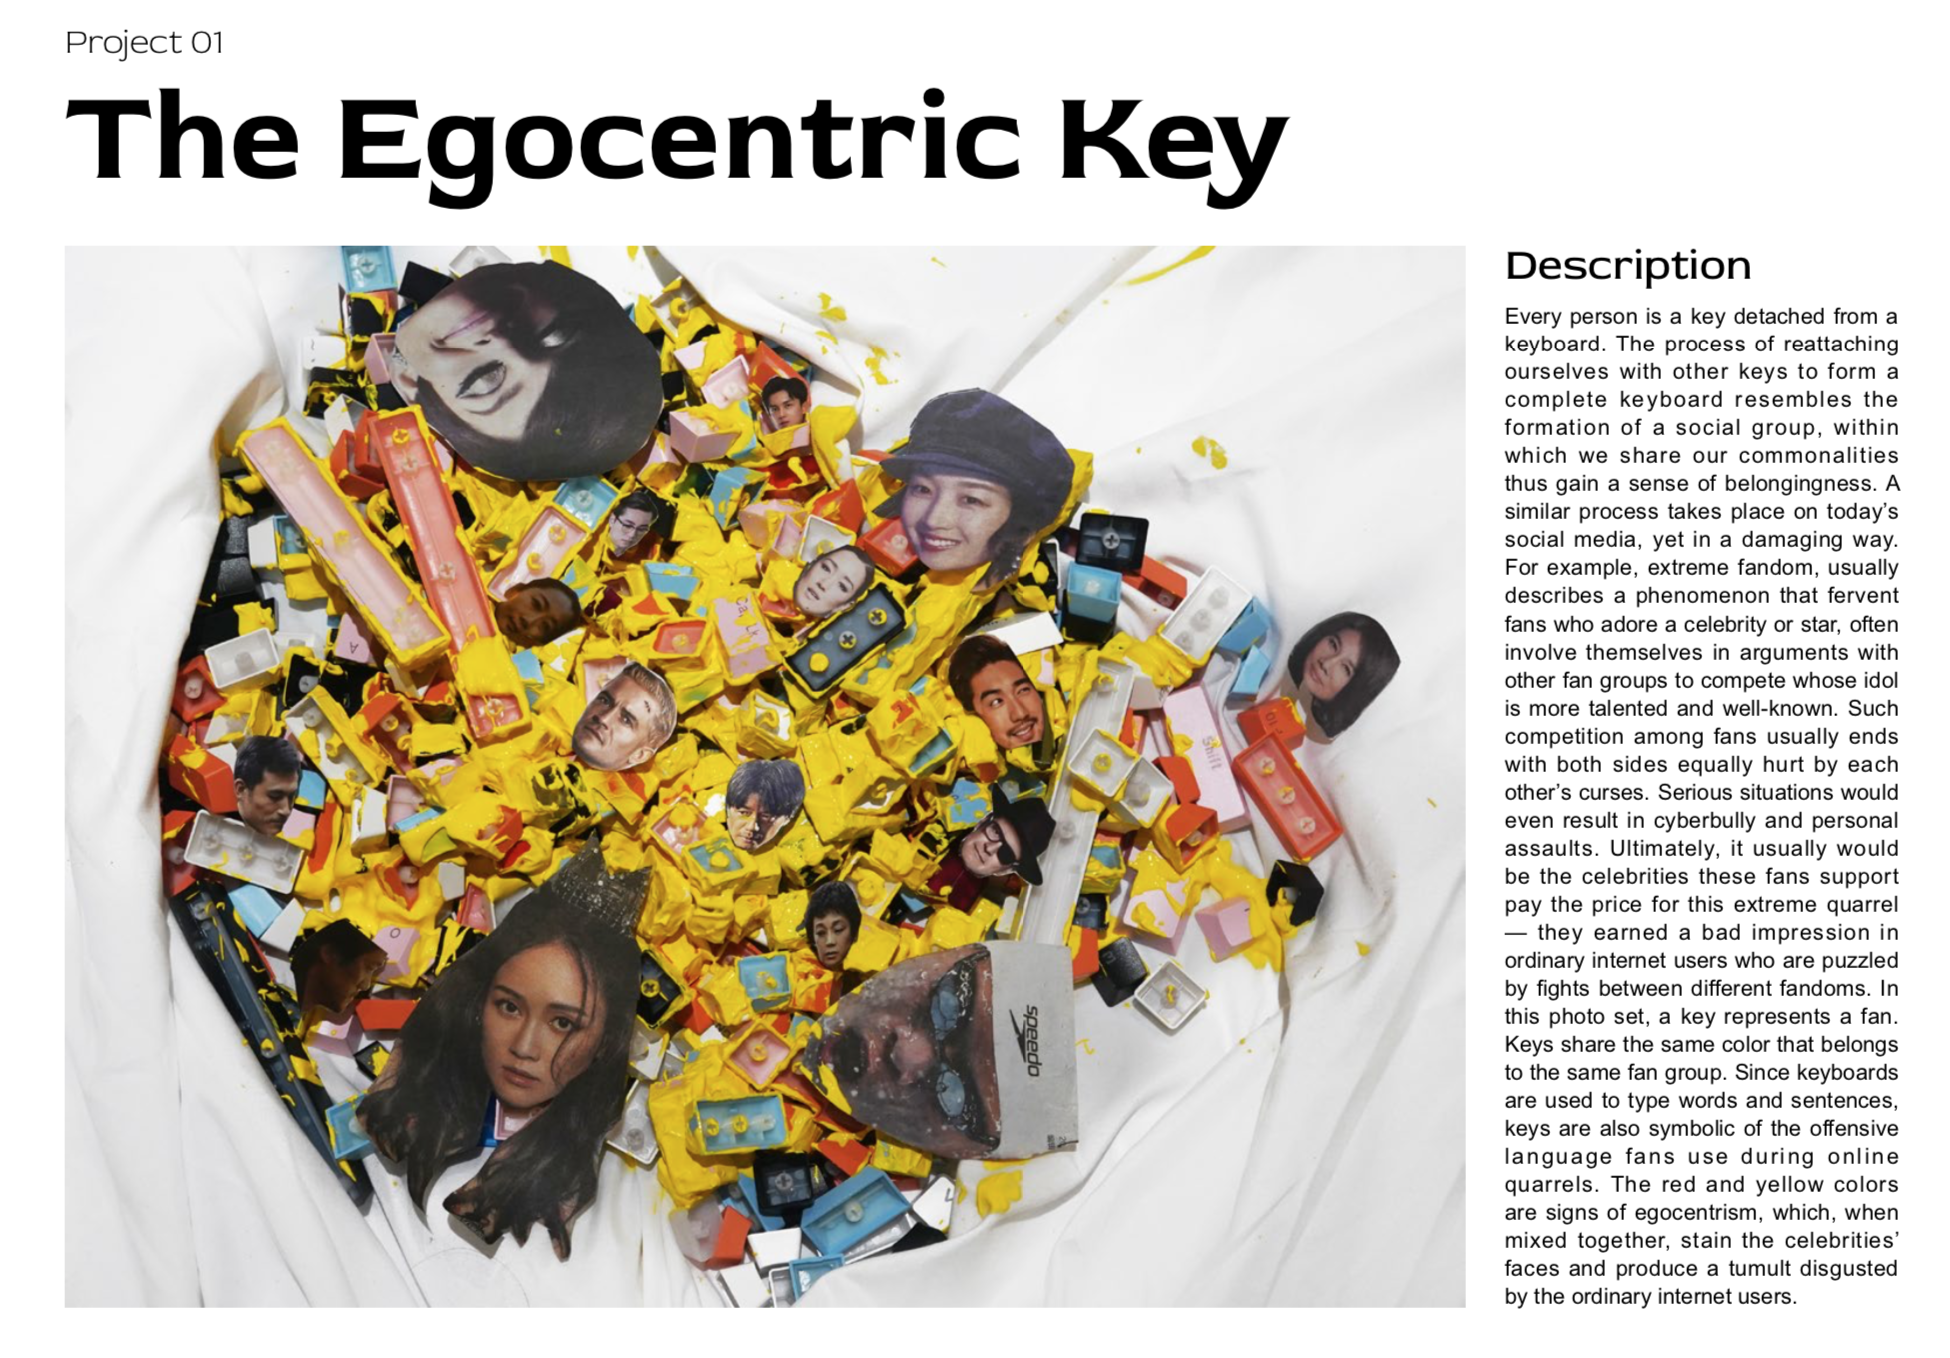 Project 01
The Egocentric Key
Description
Every person is a key detached from a
keyboard. The process of reattaching
ourselves with other keys to form a
complete keyboard resembles the
formation of a social group, within
which we share our commonalities
thus gain a sense of belongingness. A
similar process takes place on today’s
social media, yet in a damaging way.
For example, extreme fandom, usually
describes a phenomenon that fervent
fans who adore a celebrity or star, often
involve themselves in arguments with
other fan groups to compete whose idol
is more talented and well-known. Such
competition among fans usually ends
with both sides equally hurt by each
other’s curses. Serious situations would
even result in cyberbully and personal
assaults. Ultimately, it usually would
be the celebrities these fans support
pay the price for this extreme quarrel
— they earned a bad impression in
ordinary internet users who are puzzled
by fights between different fandoms. In
this photo set, a key represents a fan.
Keys share the same color that belongs
to the same fan group. Since keyboards
are used to type words and sentences,
keys are also symbolic of the offensive
language fans use during online
quarrels. The red and yellow colors
are signs of egocentrism, which, when
mixed together, stain the celebrities’
faces and produce a tumult disgusted
by the ordinary internet users.
A
Shift
O
speedo